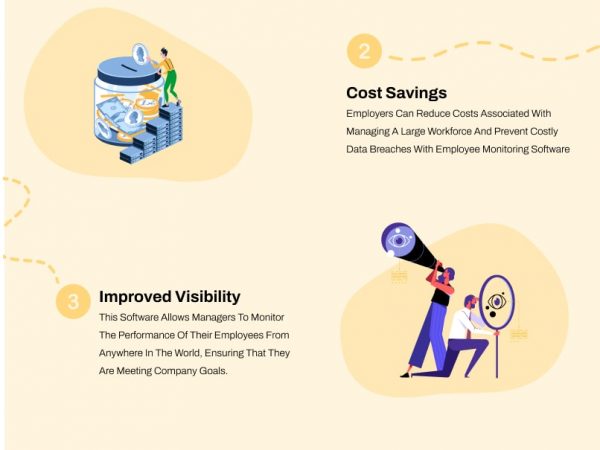 2
Cost Savings
Employers Can Reduce Costs Associated With
Managing A Large Workforce And Prevent Costly
Data Breaches With Employee Monitoring Software
3
Improved Visibility
This Software Allows Managers To Monitor
The Performance Of Their Employees From
Anywhere In The World, Ensuring That They
Are Meeting Company Goals.